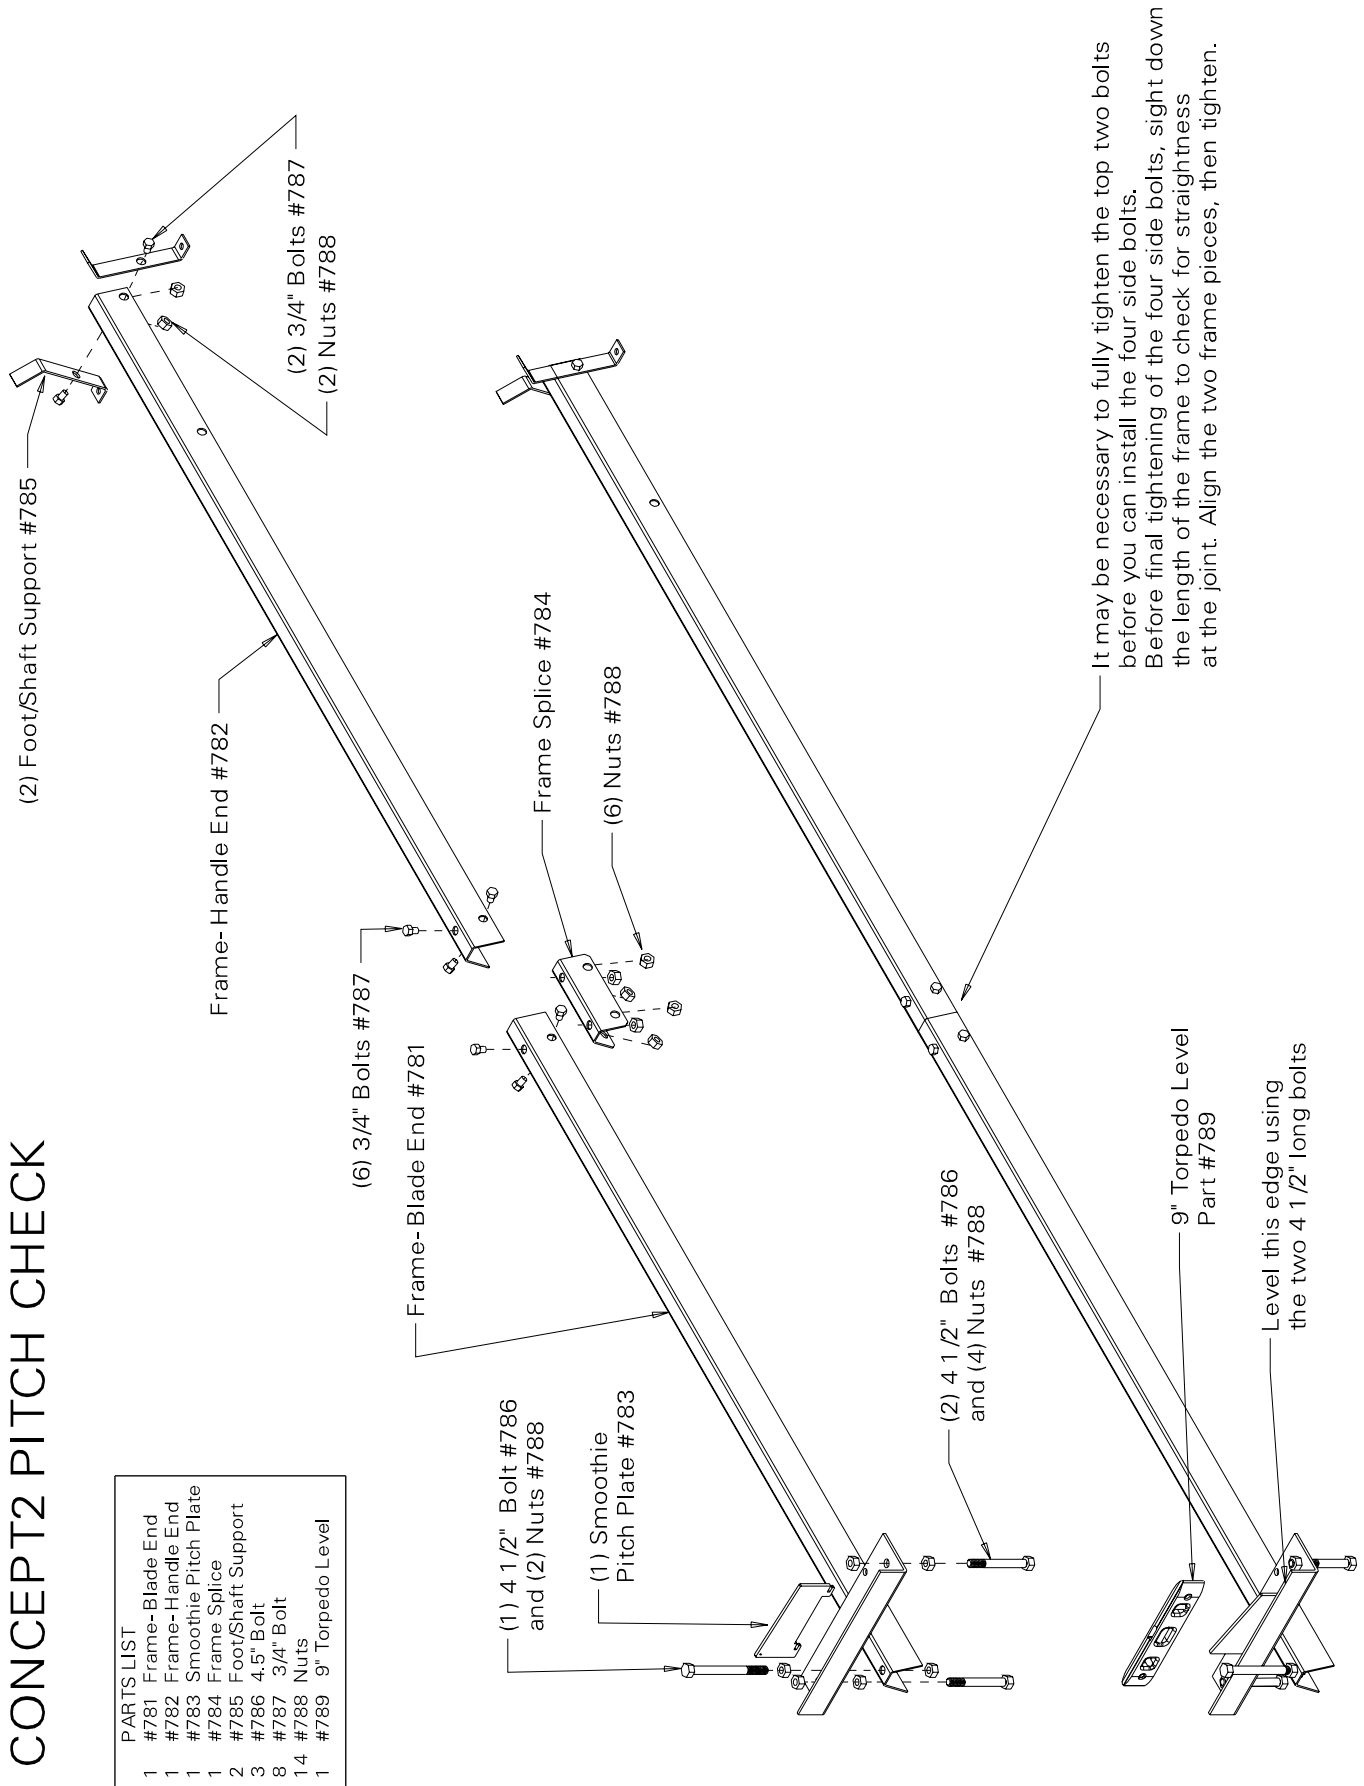 CONCEPT2 PITCH CHECK
PARTS LIST
1 #781 Frame-Blade End
1 #782 Frame-Handle End
1 #783 Smoothie Pitch Plate
1 #784 Frame Splice
2 #785 Foot/Shaft Support
3 #786 4.5" Bolt
8 #787 3/4" Bolt
14 #788 Nuts
1 #789 9" Torpedo Level
(2) Foot/Shaft Support #785
Frame-Handle End #782
(2) 3/4" Bolts #787
(2) Nuts #788
(6) 3/4" Bolts #787
Frame-Blade End #781
Frame Splice #784
(6) Nuts #788
(1) 4 1/2" Bolt #786
and (2) Nuts #788
(1) Smoothie
Pitch Plate #783
(2) 4 1/2" Bolts #786
and (4) Nuts #788
It may be necessary to fully tighten the top two bolts
before you can install the four side bolts.
Before final tightening of the four side bolts, sight down
the length of the frame to check for straightness
at the joint. Align the two frame pieces, then tighten.
9" Torpedo Level
Part #789
Level this edge using
the two 4 1/2" long bolts